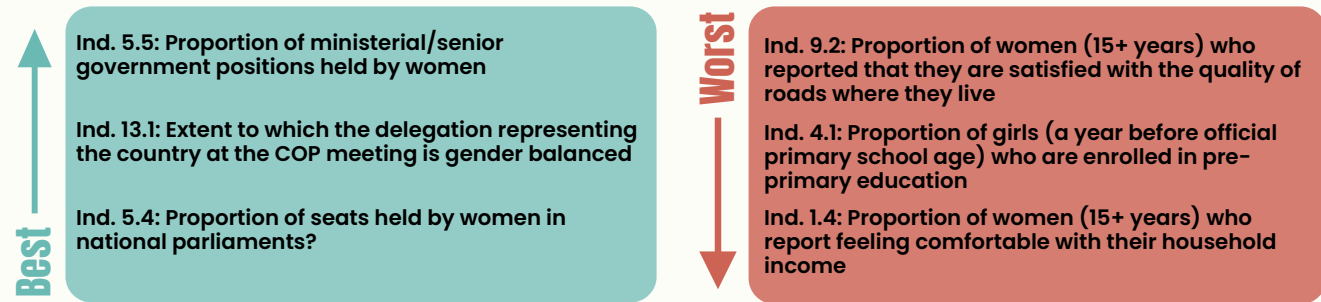 Best
Ind. 5.5: Proportion of ministerial/senior
government positions held by women
Ind. 13.1: Extent to which the delegation representing
the country at the COP meeting is gender balanced
Ind. 5.4: Proportion of seats held by women in
national parliaments?
Worst
Ind. 9.2: Proportion of women (15+ years) who
reported that they are satisfied with the quality of
roads where they live
Ind. 4.1: Proportion of girls (a year before official
primary school age) who are enrolled in pre-
primary education
Ind. 1.4: Proportion of women (15+ years) who
report feeling comfortable with their household
income